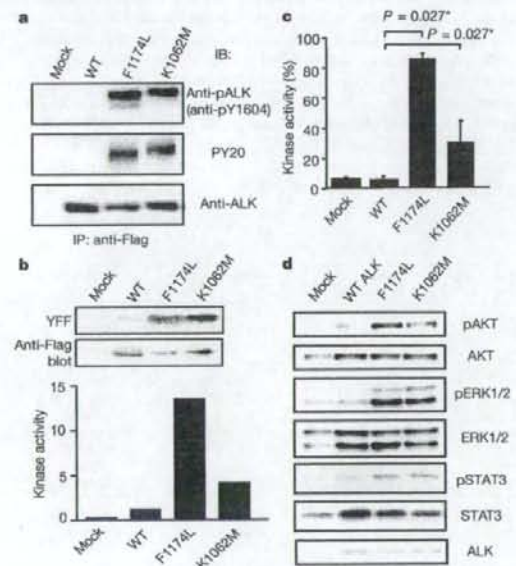 a
Mock
WT
F1174L
K1062M
IB:
Anti-pALK
(anti-pY1604)
PY20
Anti-ALK
IP: anti-Flag
b
Mock
WT
F1174L
K1062M
YFF
Anti-Flag
blot
Kinase activity
15
10
5
0
Mock
WT
F1174L
K1062M
c
P = 0.027*
P = 0.027*
Kinase activity (%)
100
80
60
40
20
0
Mock
WT
F1174L
K1062M
d
Mock
WT ALK
F1174L
K1062M
pAKT
AKT
pERK1/2
ERK1/2
pSTAT3
STAT3
ALK